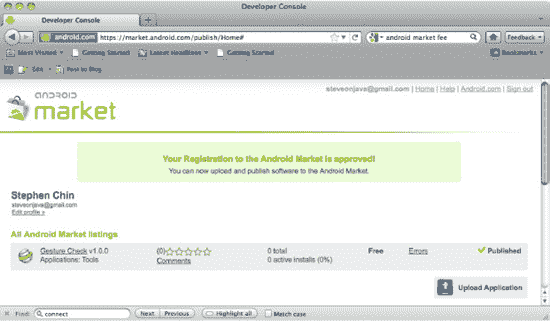 Developer Console
Developer Console
android.com https://market.android.com/publish/Home# android market fee Feedback
Most Visited Getting Started Latest Headlines Getting Started Bookmarks
Edit Post to Blog
steveonjava@gmail.com | Home | Help | Android.com | Sign out
ANDROID
market
Your Registration to the Android Market is approved!
You can now upload and publish software to the Android Market.
Stephen Chin
steveonjava@gmail.com
Edit profile »
All Android Market listings
Gesture Check v1.0.0 (0) 0 total Free Errors Published
Applications: Tools Comments 0 active installs (0%)
Upload Application
Find: connect Next Previous Highlight all Match case